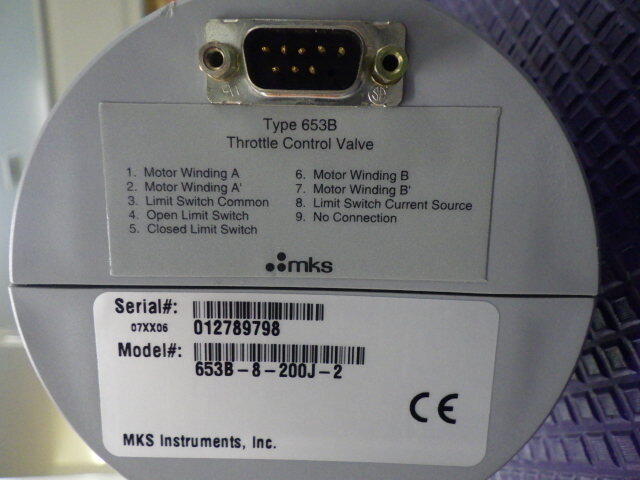 Type 653B
Throttle Control Valve
1. Motor Winding A
2. Motor Winding A'
3. Limit Switch Common
4. Open Limit Switch
5. Closed Limit Switch
6. Motor Winding B
7. Motor Winding B'
8. Limit Switch Current Source
9. No Connection
mks
Serial#:
07XX06 012789798
Model#:
653B-8-200J-2
CE
MKS Instruments, Inc.